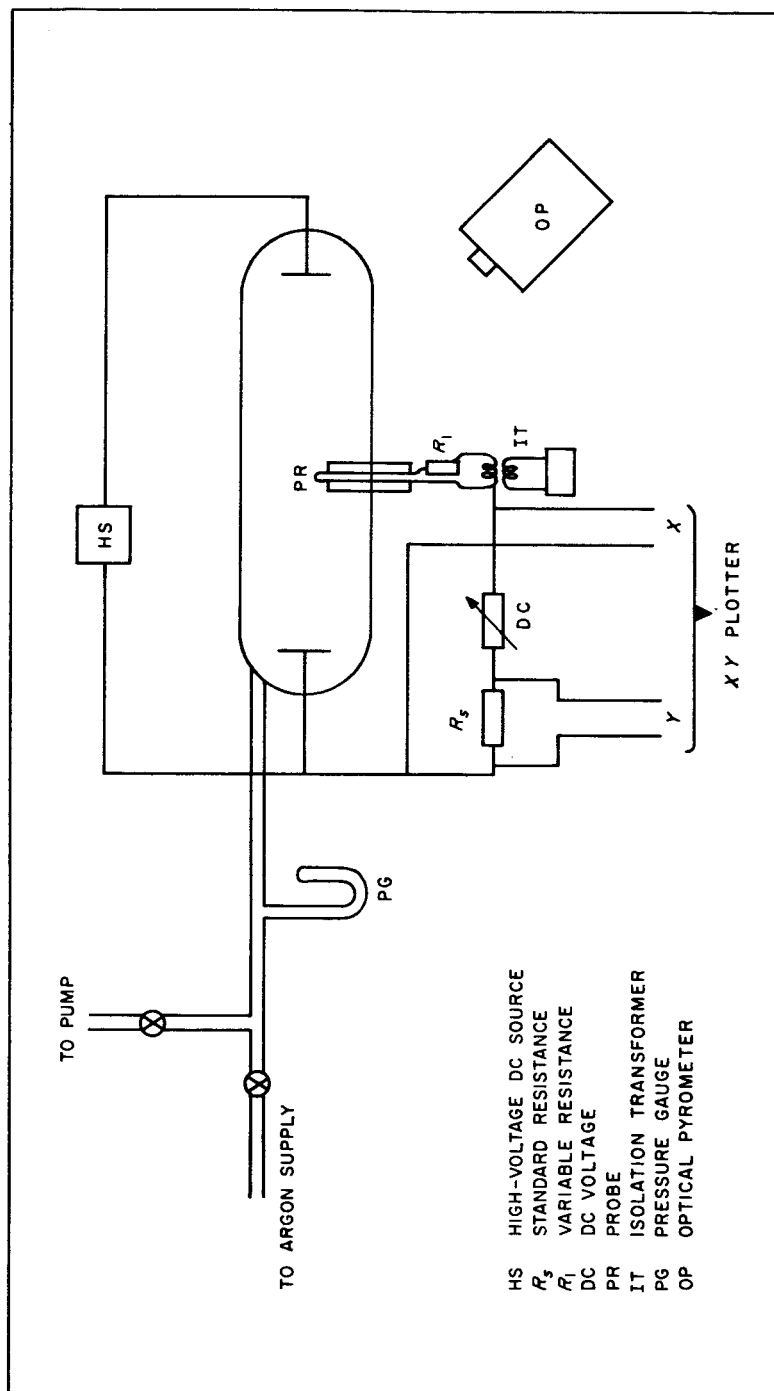 TO PUMP
TO ARGON SUPPLY
PG
HS
PR
R1
IT
OP
Rs
DC
Y
X
XY PLOTTER
HS HIGH-VOLTAGE DC SOURCE
Rs STANDARD RESISTANCE
R1 VARIABLE RESISTANCE
DC DC VOLTAGE
PR PROBE
IT ISOLATION TRANSFORMER
PG PRESSURE GAUGE
OP OPTICAL PYROMETER